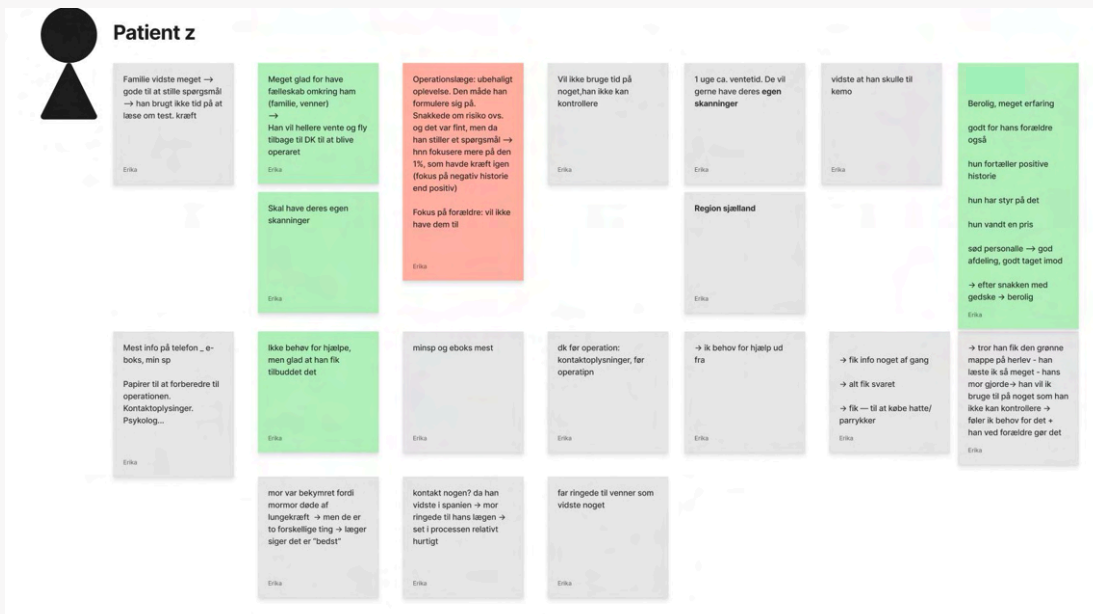 Patient z
Familie vidste meget →
gode til at stille spørgsmål
→ han brugt ikke tid på at
læse om test. kræft
Erika
Meget glad for have
fælleskab omkring ham
(familie, venner)
→
Han vil hellere vente og fly
tilbage til DK til at blive
operaret
Erika
Operationslæge: ubehaligt
oplevelse. Den måde han
formulere sig på.
Snakkede om risiko ovs.
og det var fint, men da
han stiller et spørgsmål →
hnn fokusere mere på den
1%, som havde kræft igen
(fokus på negativ historie
end positiv)
Fokus på forældre: vil ikke
have dem til
Erika
Vil ikke bruge tid på
noget,han ikke kan
kontrollere
Erika
1 uge ca. ventetid. De vil
gerne have deres egen
skanninger
Erika
vidste at han skulle til
kemo
Erika
Berolig, meget erfaring
godt for hans forældre
også
hun fortæller positive
historie
hun har styr på det
hun vandt en pris
sød personalle → god
afdeling, godt taget imod
→ efter snakken med
gedske → berolig
Erika
Skal have deres egen
skanninger
Erika
Region sjælland
Erika
Mest info på telefon _ e-
boks, min sp
Papirer til at forberedre til
operationen.
Kontaktoplysinger.
Psykolog...
Erika
Ikke behøv for hjælpe,
men glad at han fik
tilbuddet det
Erika
minsp og eboks mest
Erika
dk før operation:
kontaktoplysninger, før
operatipn
Erika
→ ik behov for hjælp ud
fra
Erika
→ fik info noget af gang
→ alt fik svaret
→ fik — til at købe hatte/
parrykker
Erika
→ tror han fik den grønne
mappe på herlev - han
læste ik så meget - hans
mor gjorde→ han vil ik
bruge til på noget som han
ikke kan kontrollere →
føler ik behov for det +
han ved forældre gør det
Erika
mor var bekymret fordi
mormor døde af
lungekræft → men de er
to forskellige ting → læger
siger det er "bedst"
Erika
kontakt nogen? da han
vidste i spanien → mor
ringede til hans lægen →
set i processen relativt
hurtigt
Erika
far ringede til venner som
vidste noget
Erika